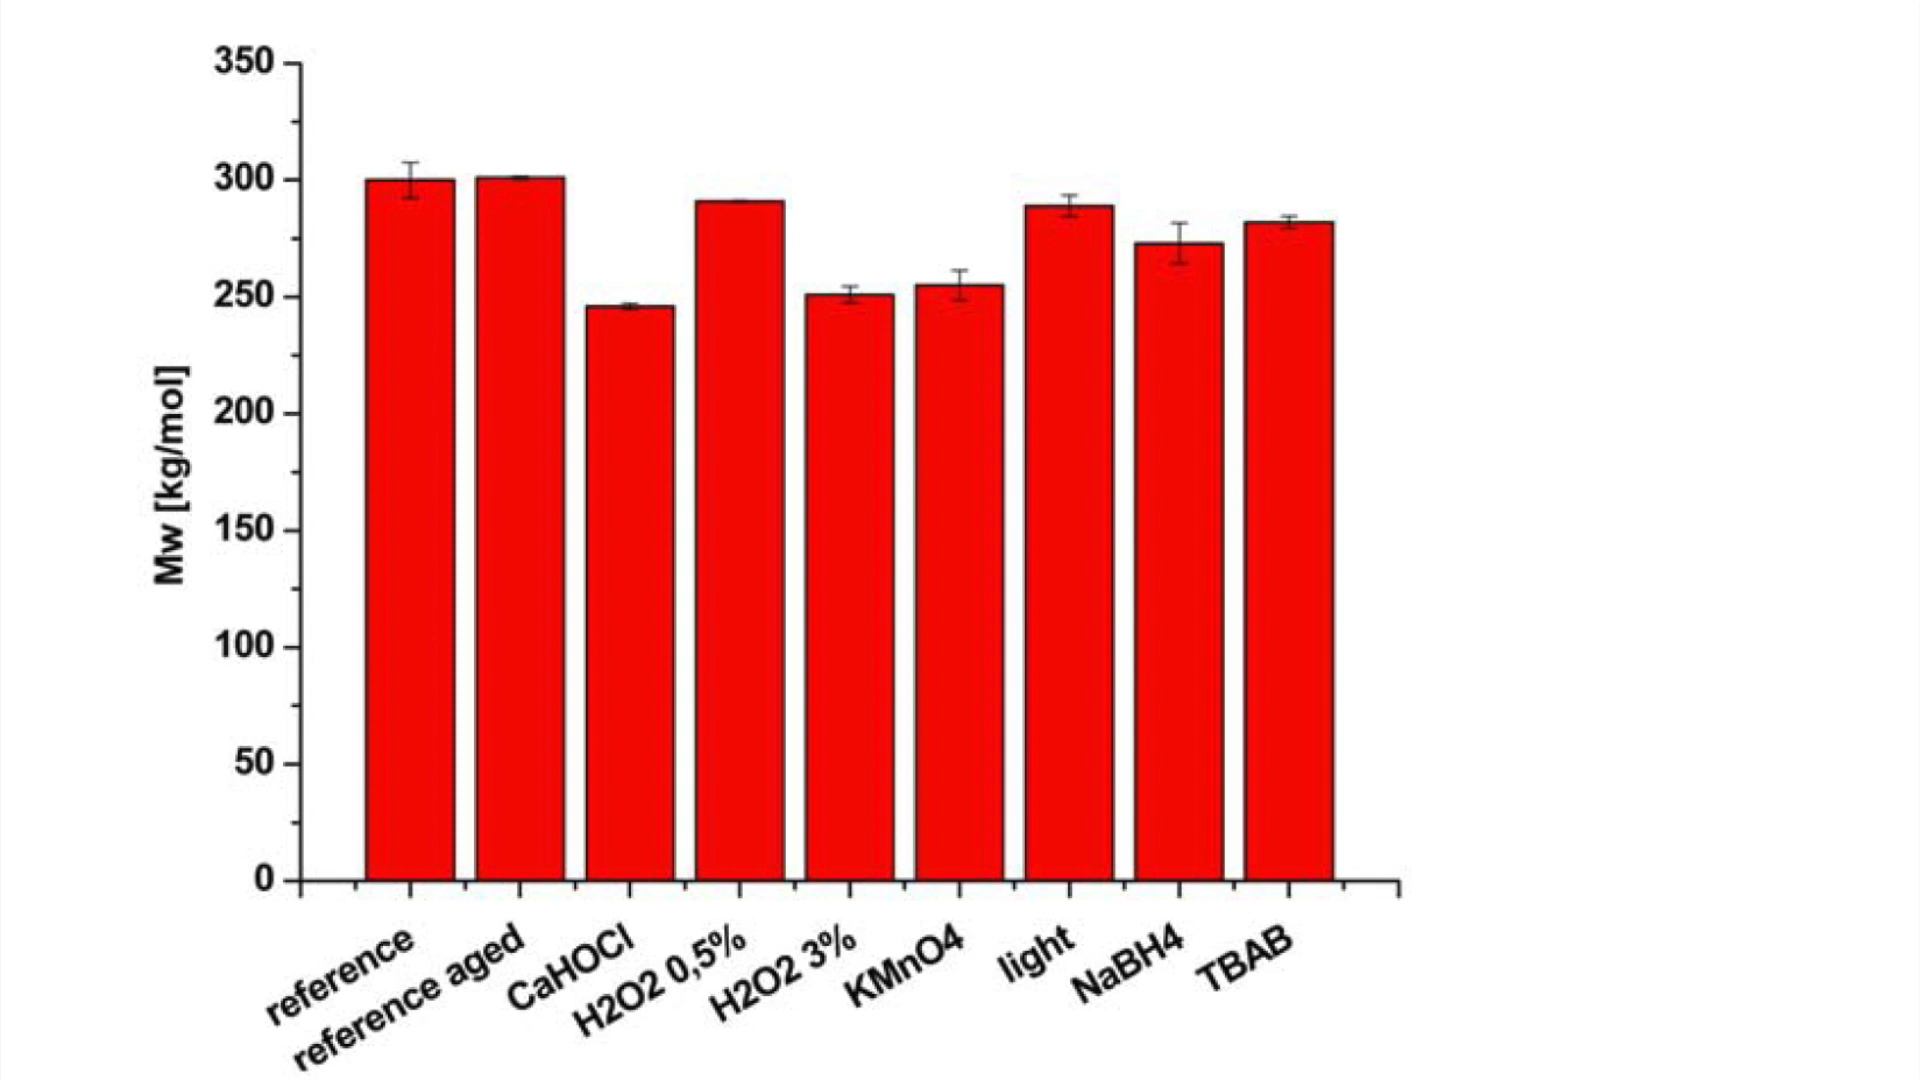 350
300
250
200
150
100
50
0
Mw [kg/mol]
reference
reference aged
CaHOCl
H2O2 0,5%
H2O2 3%
KMnO4
light
NaBH4
TBAB